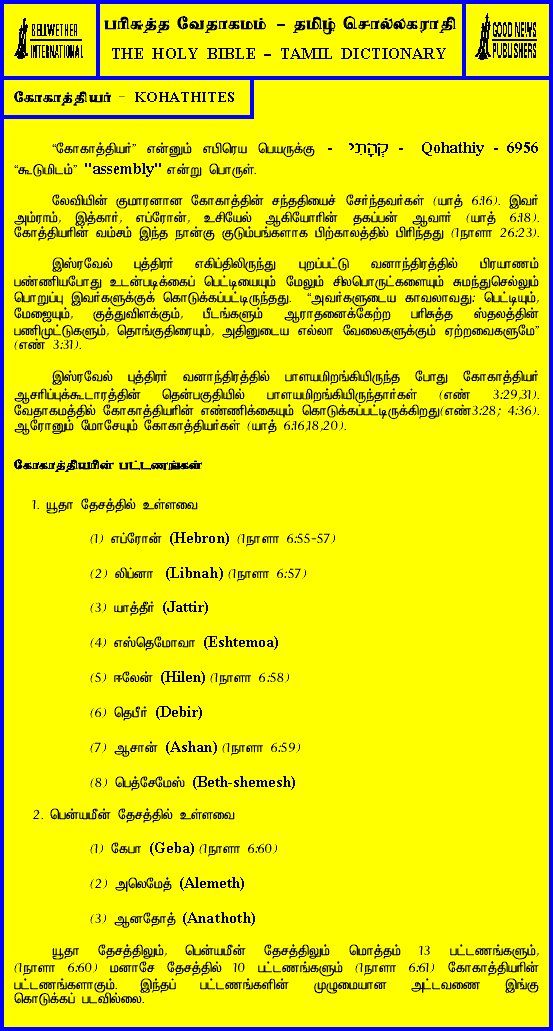 BELLWETHER
INTERNATIONAL
பரிசுத்த வேதாகமம் - தமிழ் சொல்லகராதி
THE HOLY BIBLE - TAMIL DICTIONARY
GOOD NEWS
PUBLISHERS
கோகாத்தியர் - KOHATHITES
“கோகாத்தியர்” என்னும் எபிரெய பெயருக்கு - קְהָתִי - Qohathiy - 6956
“கூடுமிடம்” "assembly" என்று பொருள்.
லேவியின் குமாரனான கோகாத்தின் சந்ததியைச் சேர்ந்தவர்கள் (யாத் 6:16). இவர்
அம்ராம், இத்கார், எப்ரோன், உசியேல் ஆகியோரின் தகப்பன் ஆவார் (யாத் 6:18).
கோத்தியரின் வம்சம் இந்த நான்கு குடும்பங்களாக பிற்காலத்தில் பிரிந்தது (1நாளா 26:23).
இஸ்ரவேல் புத்திரர் எகிப்திலிருந்து புறப்பட்டு வனாந்திரத்தில் பிரயாணம்
பண்ணியபோது உடன்படிக்கைப் பெட்டியையும் மேலும் சிலபொருட்களையும் சுமந்துசெல்லும்
பொறுப்பு இவர்களுக்குக் கொடுக்கப்பட்டிருந்தது. “அவர்களுடைய காவலாவது: பெட்டியும்,
மேஜையும், குத்துவிளக்கும், பீடங்களும் ஆராதனைக்கேற்ற பரிசுத்த ஸ்தலத்தின்
பணிமுட்டுகளும், தொங்குதிரையும், அதினுடைய எல்லா வேலைகளுக்கும் ஏற்றவைகளுமே”
(எண் 3:31).
இஸ்ரவேல் புத்திரர் வனாந்திரத்தில் பாளயமிறங்கியிருந்த போது கோகாத்தியர்
ஆசரிப்புக்கூடாரத்தின் தென்பகுதியில் பாளயமிறங்கியிருந்தார்கள் (எண் 3:29,31).
வேதாகமத்தில் கோகாத்தியரின் எண்ணிக்கையும் கொடுக்கப்பட்டிருக்கிறது(எண்3:28; 4:36).
ஆரோனும் மோசேயும் கோகாத்தியர்கள் (யாத் 6:16,18,20).
கோகாத்தியரின் பட்டணங்கள்
1. யூதா தேசத்தில் உள்ளவை
(1) எப்ரோன் (Hebron) (1நாளா 6:55-57)
(2) லிப்னா (Libnah) (1நாளா 6:57)
(3) யாத்தீர் (Jattir)
(4) எஸ்தெமோவா (Eshtemoa)
(5) ஈலேன் (Hilen) (1நாளா 6:58)
(6) தெபீர் (Debir)
(7) ஆசான் (Ashan) (1நாளா 6:59)
(8) பெத்சேமேஸ் (Beth-shemesh)
2. பென்யமீன் தேசத்தில் உள்ளவை
(1) கேபா (Geba) (1நாளா 6:60)
(2) அலெமேத் (Alemeth)
(3) ஆனதோத் (Anathoth)
யூதா தேசத்திலும், பென்யமீன் தேசத்திலும் மொத்தம் 13 பட்டணங்களும்,
(1நாளா 6:60) மனாசே தேசத்தில் 10 பட்டணங்களும் (1நாளா 6:61) கோகாத்தியரின்
பட்டணங்களாகும். இந்தப் பட்டணங்களின் முழுமையான அட்டவணை இங்கு
கொடுக்கப் படவில்லை.